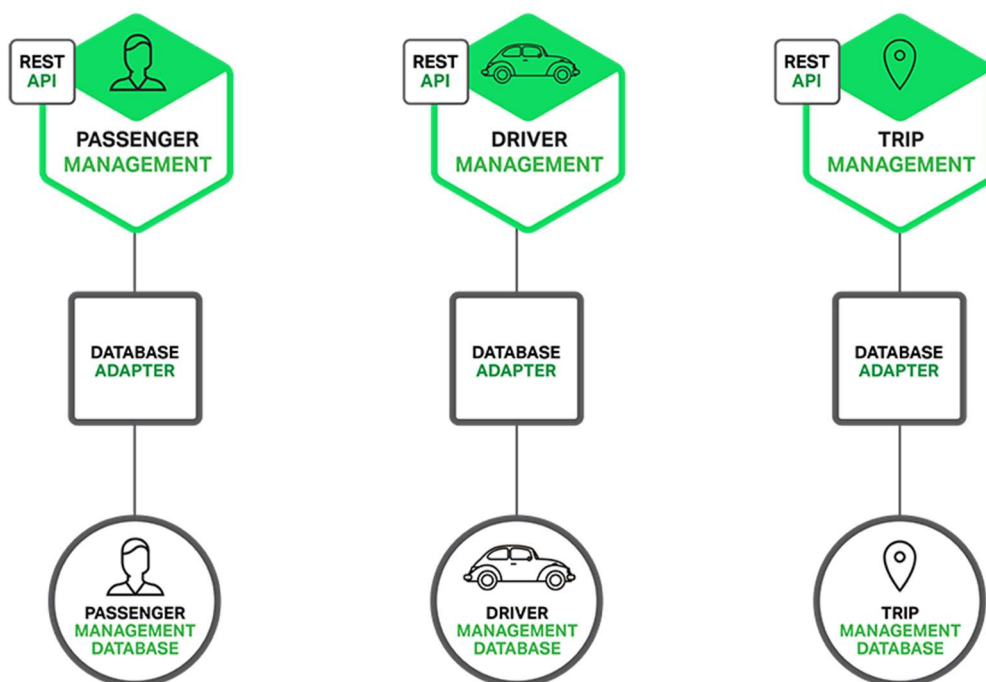 REST
API
PASSENGER
MANAGEMENT
REST
API
DRIVER
MANAGEMENT
REST
API
TRIP
MANAGEMENT
DATABASE
ADAPTER
DATABASE
ADAPTER
DATABASE
ADAPTER
PASSENGER
MANAGEMENT
DATABASE
DRIVER
MANAGEMENT
DATABASE
TRIP
MANAGEMENT
DATABASE